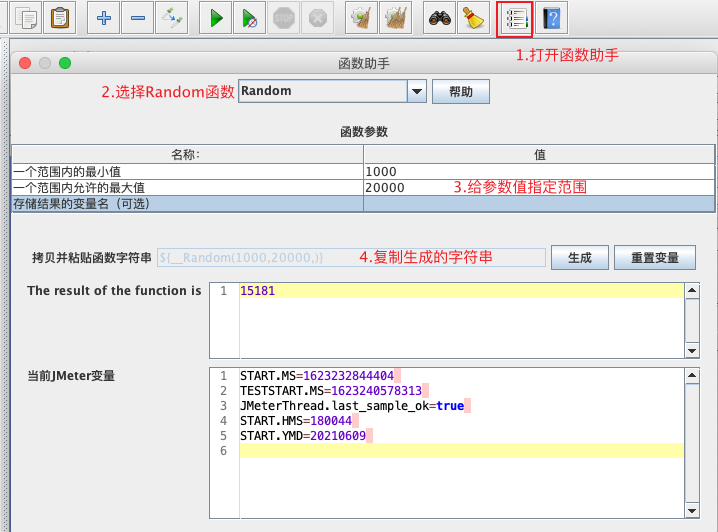 STOP
?
1.打开函数助手
函数助手
2.选择Random函数 Random 帮助
函数参数
名称: 值
一个范围内的最小值 1000
一个范围内允许的最大值 20000 3.给参数值指定范围
存储结果的变量名（可选）
拷贝并粘贴函数字符串 ${__Random(1000,20000,)} 4.复制生成的字符串 生成 重置变量
The result of the function is 1 15181
当前JMeter变量 1 START.MS=1623232844404
2 TESTSTART.MS=1623240578313
3 JMeterThread.last_sample_ok=true
4 START.HMS=180044
5 START.YMD=20210609
6